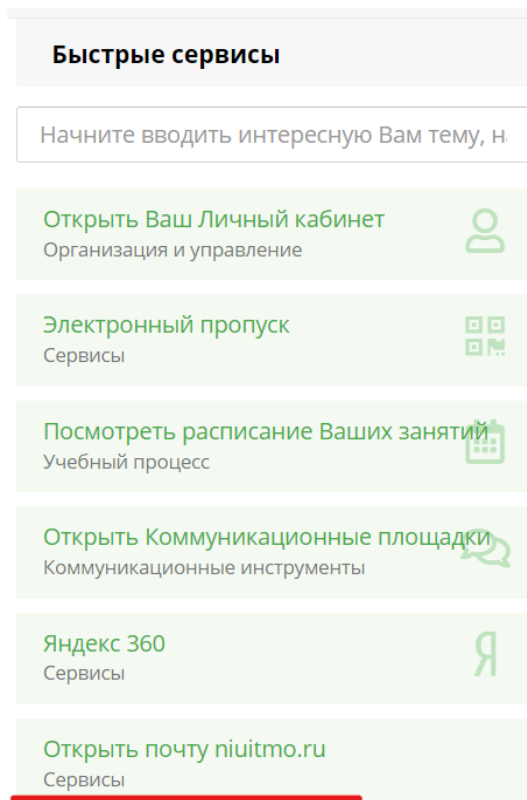 Быстрые сервисы
Начните вводить интересную Вам тему, н
Открыть Ваш Личный кабинет
Организация и управление
Электронный пропуск
Сервисы
Посмотреть расписание Ваших занятий
Учебный процесс
Открыть Коммуникационные площадки
Коммуникационные инструменты
Яндекс 360
Сервисы
Я
Открыть почту niuitmo.ru
Сервисы